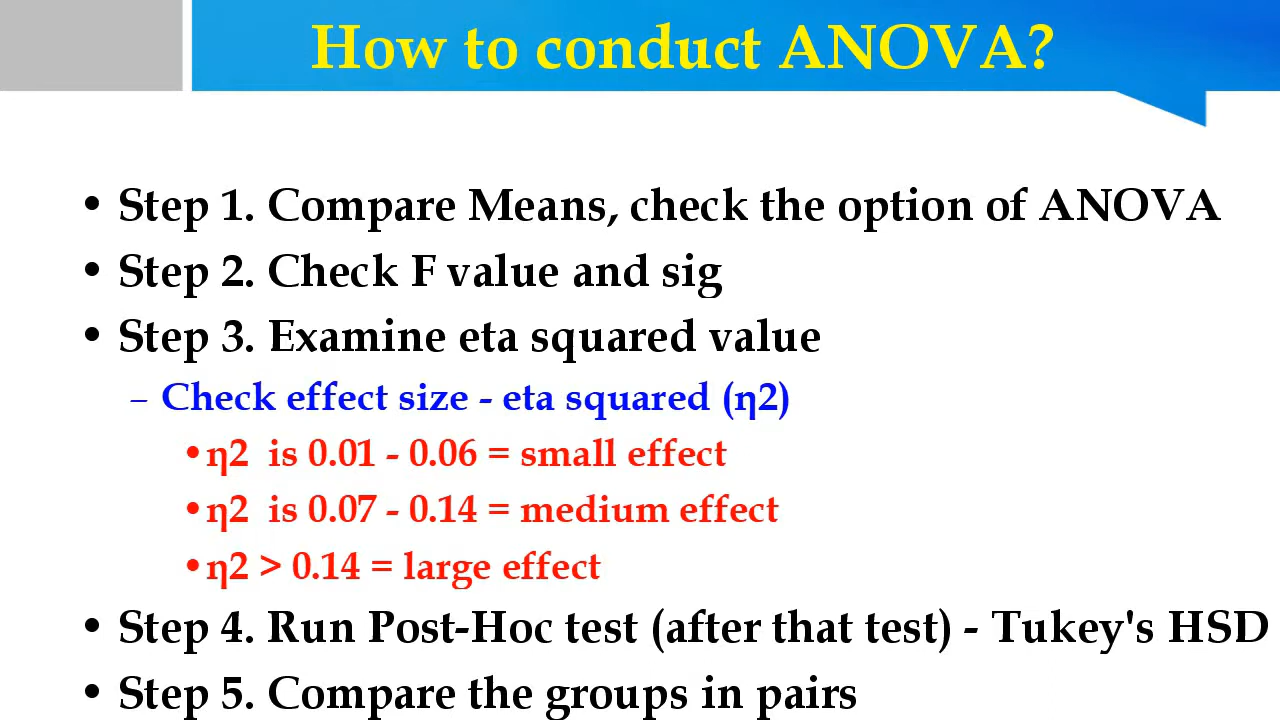 How to conduct ANOVA?
• Step 1. Compare Means, check the option of ANOVA
• Step 2. Check F value and sig
• Step 3. Examine eta squared value
– Check effect size - eta squared (η2)
•η2  is 0.01 - 0.06 = small effect
•η2  is 0.07 - 0.14 = medium effect
•η2 > 0.14 = large effect
• Step 4. Run Post-Hoc test (after that test) - Tukey's HSD
• Step 5. Compare the groups in pairs